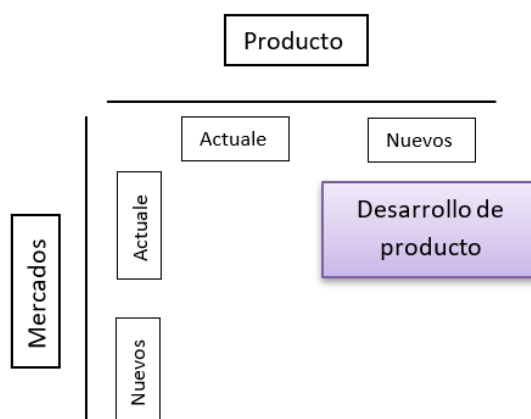 Producto
Actuale
Nuevos
Desarrollo de
producto
Actuale
Mercados
Nuevos